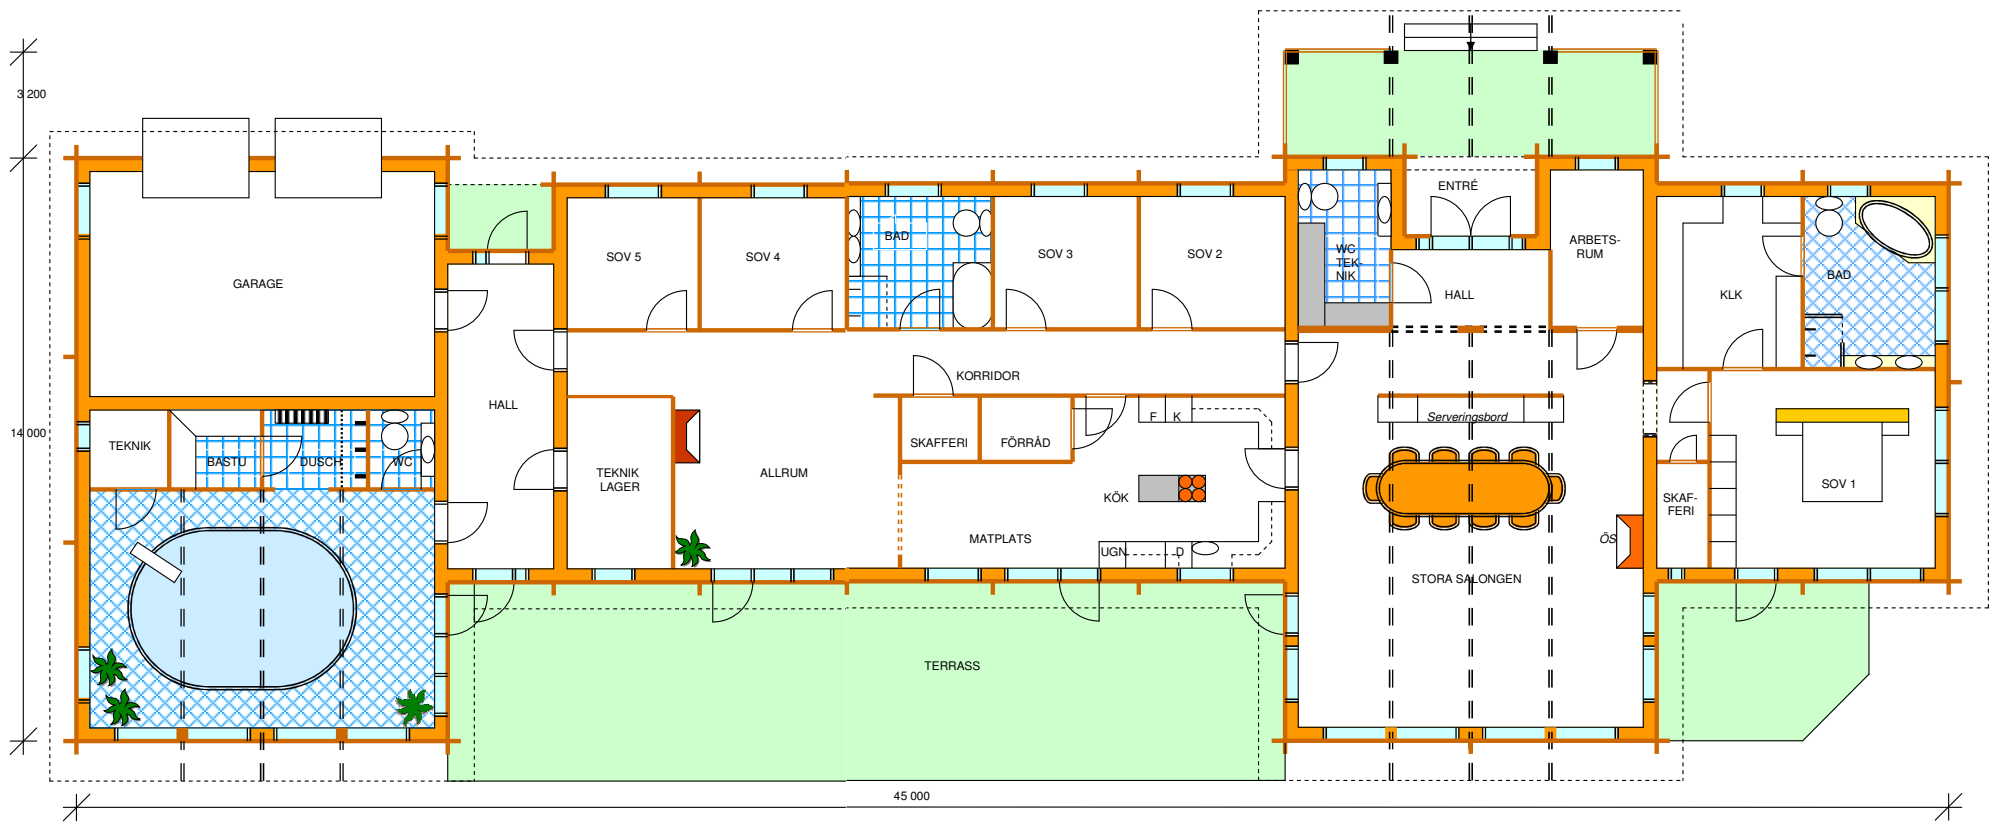 3 200
ENTRÉ
GARAGE
SOV 5
SOV 4
BAD
SOV 3
SOV 2
WC
TEK-
NIK
HALL
ARBETS-
RUM
KLK
BAD
KORRIDOR
HALL
14 000
TEKNIK
BASTU
DUSCH
WC
TEKNIK
LAGER
ALLRUM
SKAFFERI
FÖRRÅD
F
K
KÖK
MATPLATS
UGN
D
Serveringsbord
SOV 1
SKAF-
FERI
ÖS
STORA SALONGEN
TERRASS
45 000